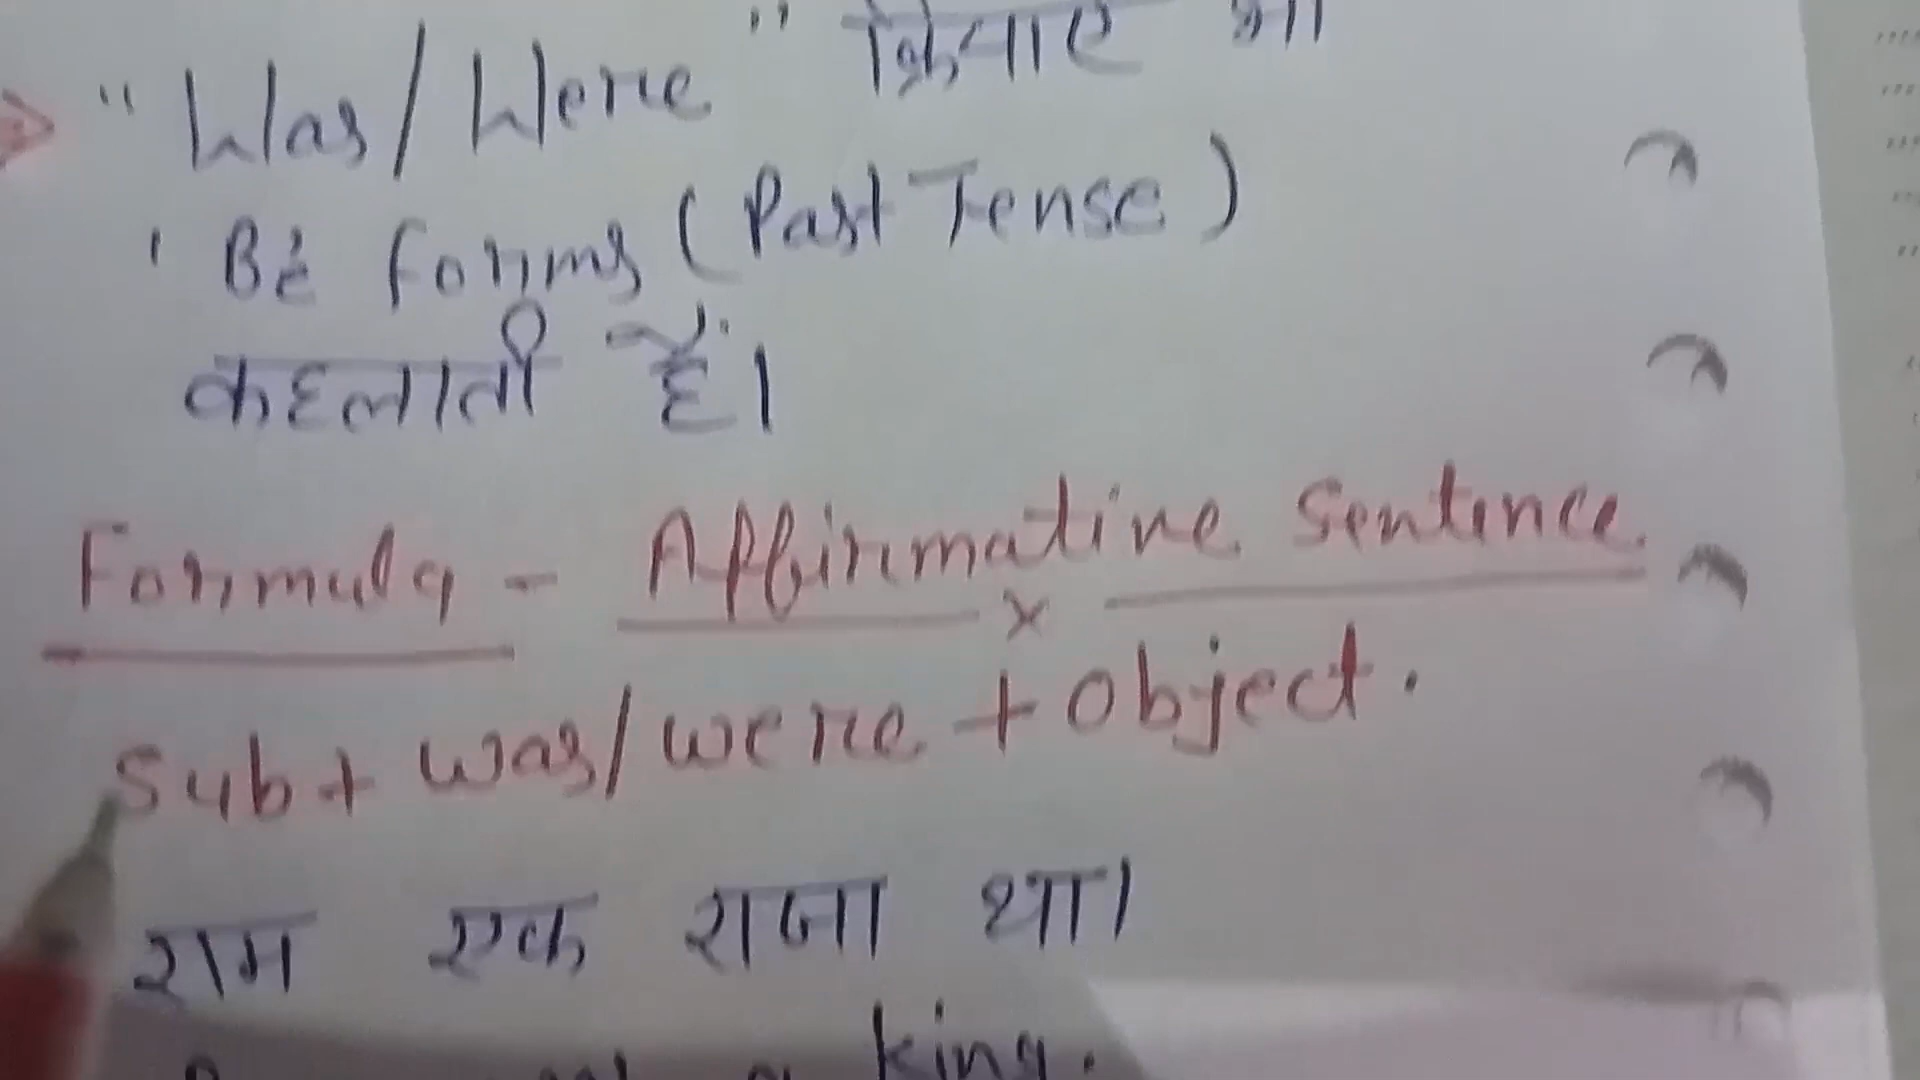 " Was/Were " क्रियाएं भी
' Be forms (Past Tense)
कहलाती हैं।
Formula - Affirmative Sentence
Sub + was/were + Object.
राम एक राजा था।
a king.